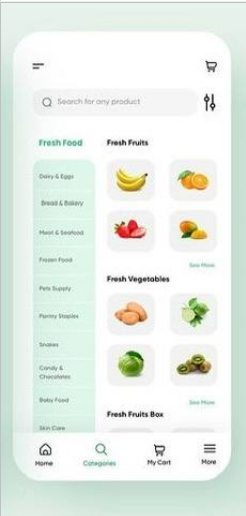 Search for any product
Fresh Food
Dairy & Eggs
Bread & Bakery
Meat & Seafood
Frozen Food
Pets Supply
Pantry Staples
Snakes
Candy &
Chocolates
Baby Food
Skin Care
Fresh Fruits
See More
Fresh Vegetables
See More
Fresh Fruits Box
Home
Categories
My Cart
More